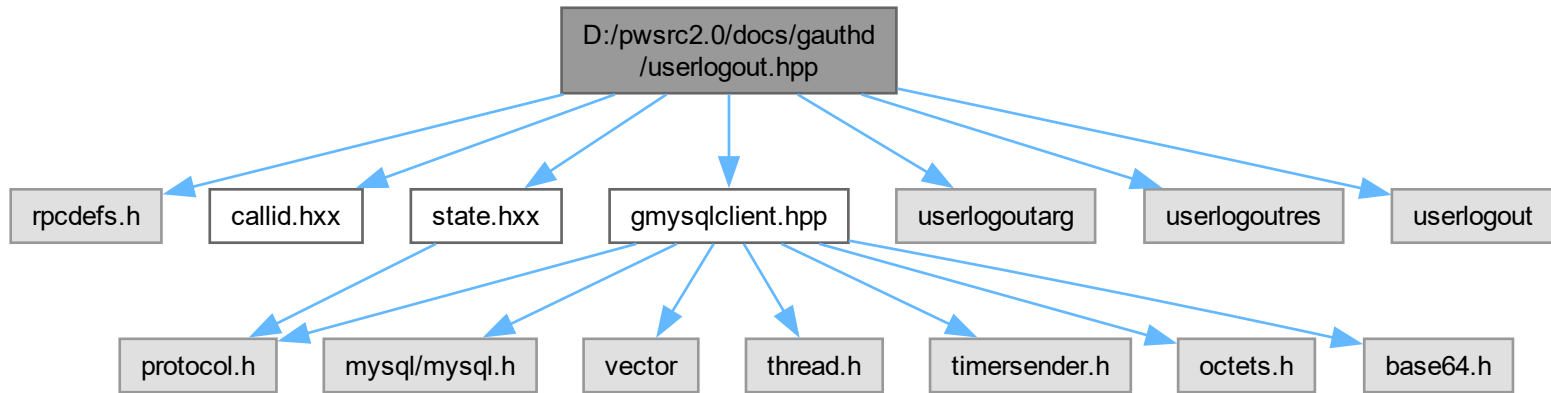 D:/pwsrc2.0/docs/gauthd
/userlogout.hpp
rpcdefs.h
callid.hxx
state.hxx
gmysqlclient.hpp
userlogoutarg
userlogoutres
userlogout
protocol.h
mysql/mysql.h
vector
thread.h
timersender.h
octets.h
base64.h